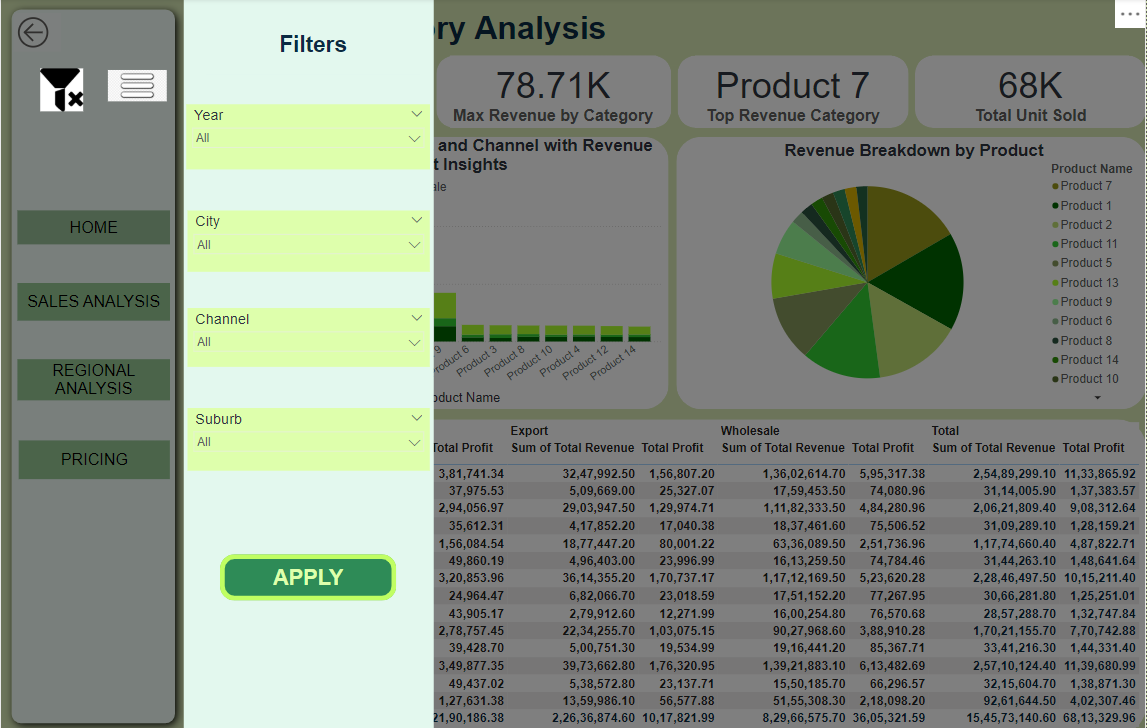 Filters
ry Analysis
78.71K
Max Revenue by Category
Product 7
Top Revenue Category
68K
Total Unit Sold
Year
All
City
All
Channel
All
Suburb
All
APPLY
HOME
SALES ANALYSIS
REGIONAL
ANALYSIS
PRICING
and Channel with Revenue
t Insights
ale
9
Product 6
Product 3
Product 8
Product 10
Product 4
Product 12
Product 14
oduct Name
Revenue Breakdown by Product
Product Name
Product 7
Product 1
Product 2
Product 11
Product 5
Product 13
Product 9
Product 6
Product 8
Product 14
Product 10
Export Wholesale Total
Total Profit Sum of Total Revenue Total Profit Sum of Total Revenue Total Profit Sum of Total Revenue Total Profit
3,81,741.34 32,47,992.50 1,56,807.20 1,36,02,614.70 5,95,317.38 2,54,89,299.10 11,33,865.92
37,975.53 5,09,669.00 25,327.07 17,59,453.50 74,080.96 31,14,005.90 1,37,383.57
2,94,056.97 29,03,947.50 1,29,974.71 1,11,82,333.50 4,84,280.96 2,06,21,809.40 9,08,312.64
35,612.31 4,17,852.20 17,040.38 18,37,461.60 75,506.52 31,09,289.10 1,28,159.21
1,56,084.54 18,77,447.20 80,001.22 63,36,089.50 2,51,736.96 1,17,74,660.40 4,87,822.71
49,860.19 4,96,403.00 23,996.99 16,13,259.50 74,784.46 31,44,263.10 1,48,641.64
3,20,853.96 36,14,355.20 1,70,737.17 1,17,12,169.50 5,23,620.28 2,28,46,497.50 10,15,211.40
24,964.47 6,82,066.70 23,018.59 17,51,152.20 77,267.95 30,66,281.80 1,25,251.01
43,905.17 2,79,912.60 12,271.99 16,00,254.80 76,570.68 28,57,288.70 1,32,747.84
2,78,757.45 22,34,255.70 1,03,075.15 90,27,968.60 3,88,910.28 1,70,21,155.70 7,70,742.88
39,428.70 5,00,751.30 19,534.99 19,16,441.20 85,367.71 33,41,216.30 1,44,331.40
3,49,877.35 39,73,662.80 1,76,320.95 1,39,21,883.10 6,13,482.69 2,57,10,124.40 11,39,680.99
49,437.02 5,38,572.80 23,137.71 15,50,185.70 66,296.57 32,15,604.70 1,38,871.30
1,27,631.38 13,59,986.10 56,577.88 51,55,308.30 2,18,098.20 92,61,644.50 4,02,307.46
21,90,186.38 2,26,36,874.60 10,17,821.99 8,29,66,575.70 36,05,321.59 15,45,73,140.60 68,13,329.90